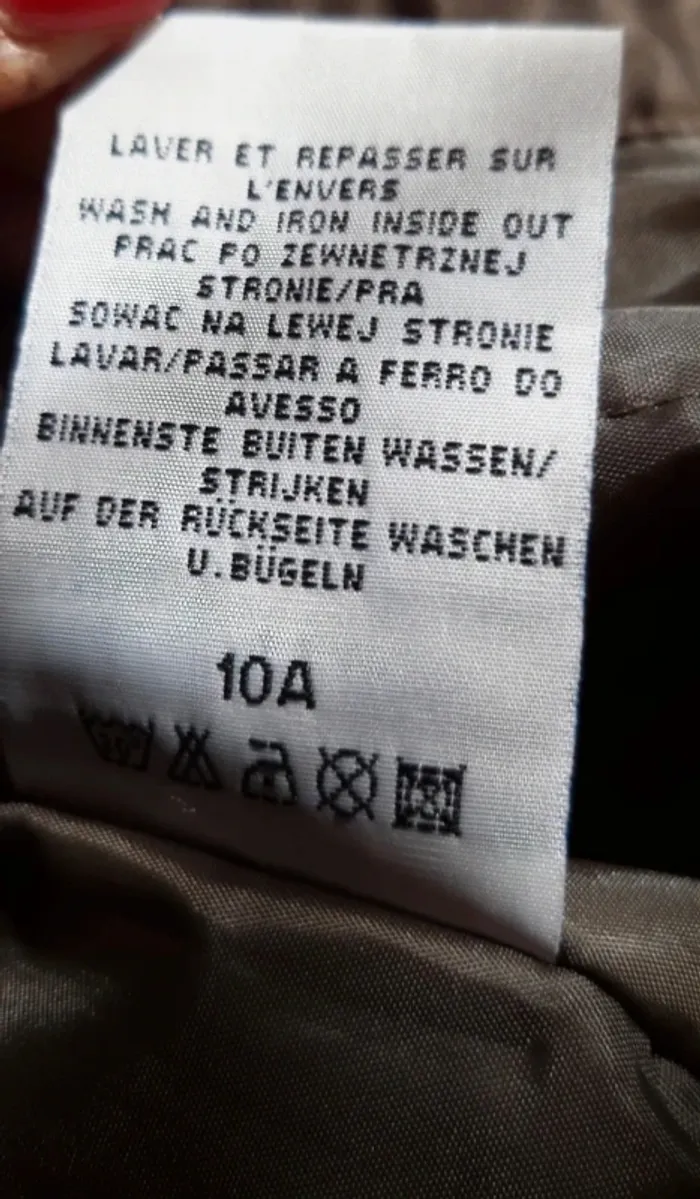 LAVER ET REPASSER SUR
L'ENVERS
WASH AND IRON INSIDE OUT
PRAC PO ZEWNETRZNEJ
STRONIE/PRA
SOWAC NA LEWEJ STRONIE
LAVAR/PASSAR A FERRO DO
AVESSO
BINNENSTE BUITEN WASSEN/
STRIJKEN
AUF DER RÜCKSEITE WASCHEN
U.BÜGELN
10A